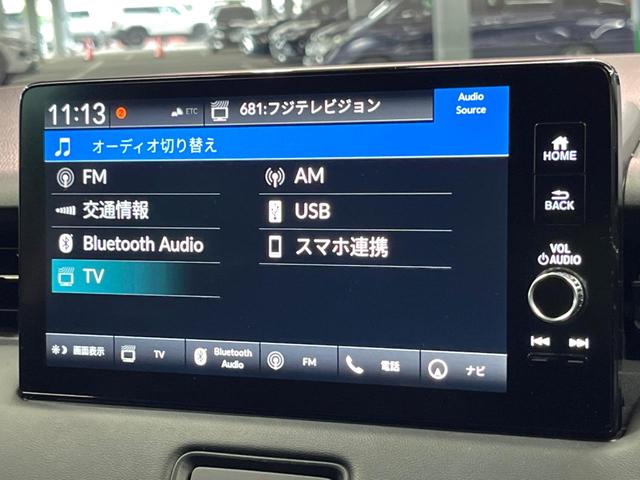 11:13 2 ETC 681:フジテレビジョン Audio Source
オーディオ切り替え
FM AM
交通情報 USB
Bluetooth Audio スマホ連携
TV
画面表示 TV Bluetooth Audio FM 電話 ナビ
HOME
BACK
VOL
AUDIO